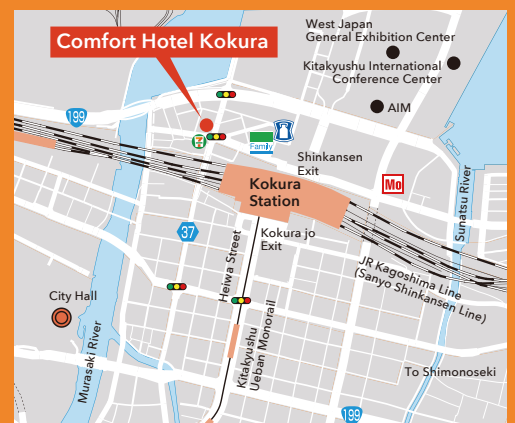 West Japan
General Exhibition Center
Comfort Hotel Kokura
Kitakyushu International
Conference Center
AIM
199
7
Family
Shinkansen
Exit
Mo
Kokura
Station
Sunatsu River
37
Heiwa Street
Kokura jo
Exit
JR Kagoshima Line
(Sanyo Shinkansen Line)
City Hall
Murasaki River
Kitakyushu
Ueban Monorail
To Shimonoseki
199